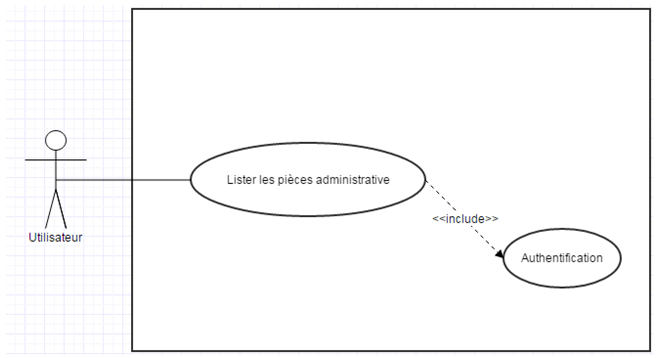 Lister les pièces administrative
<<include>>
Utilisateur
Authentification